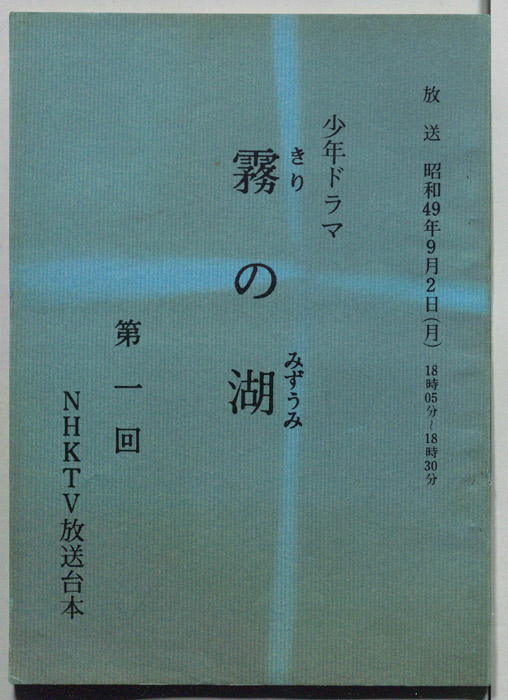 放送 昭和49年9月2日(月) 18時05分~18時30分
少年ドラマ
きり みずうみ
霧の湖
第一回
NHKTV放送台本